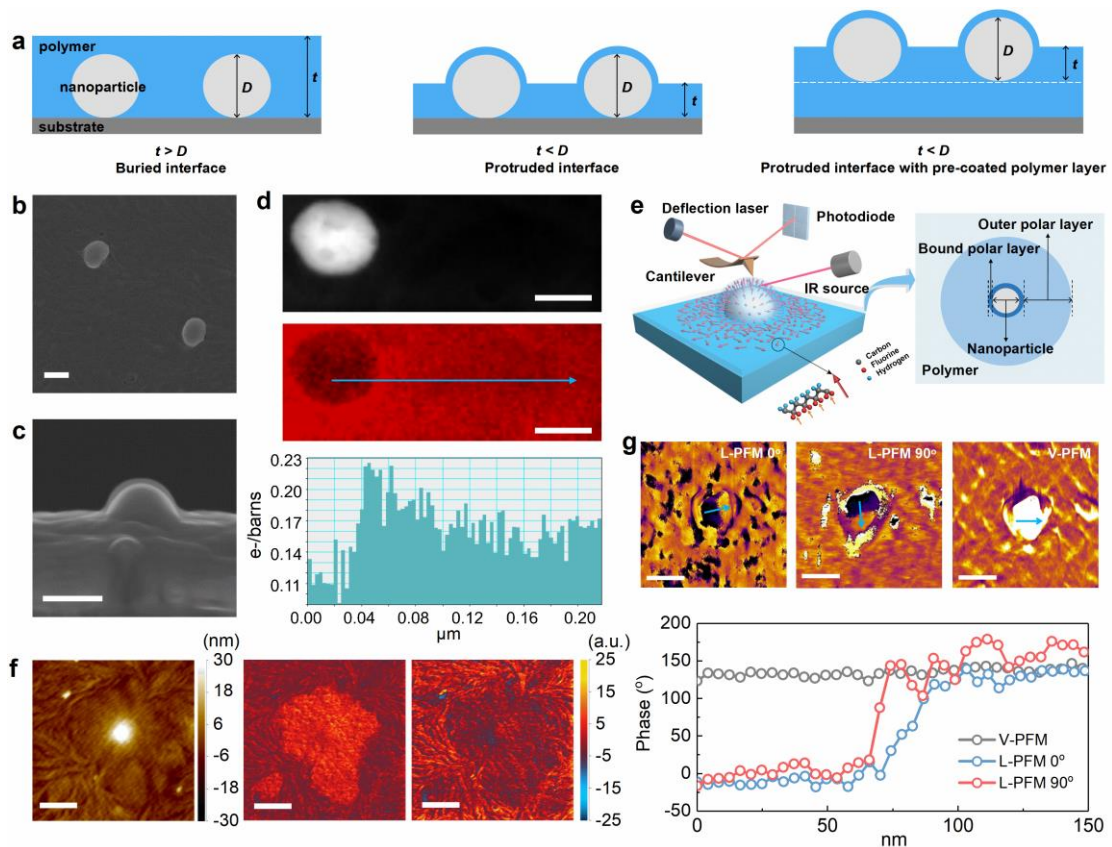 a
polymer
nanoparticle
substrate
D
t
t > D
Buried interface
D
t
t < D
Protruded interface
D
t
t < D
Protruded interface with pre-coated polymer layer
b
c
d
0.23
0.20
0.17
0.14
0.11
e-/barns
0.00 0.04 0.08 0.12 0.16 0.20
µm
e
Deflection laser
Photodiode
Cantilever
IR source
Carbon
Fluorine
Hydrogen
Outer polar layer
Bound polar layer
Nanoparticle
Polymer
f
(nm)
30
18
6
-6
-18
-30
(a.u.)
25
15
5
-5
-15
-25
g
L-PFM 0º
L-PFM 90º
V-PFM
200
150
100
50
0
-50
Phase (º)
V-PFM
L-PFM 0º
L-PFM 90º
0 50 100 150
nm